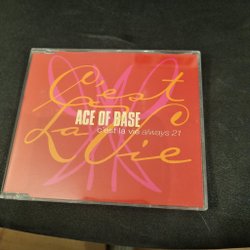 C'est
ACE OF BASE
c'est la vie always 21
La Vie